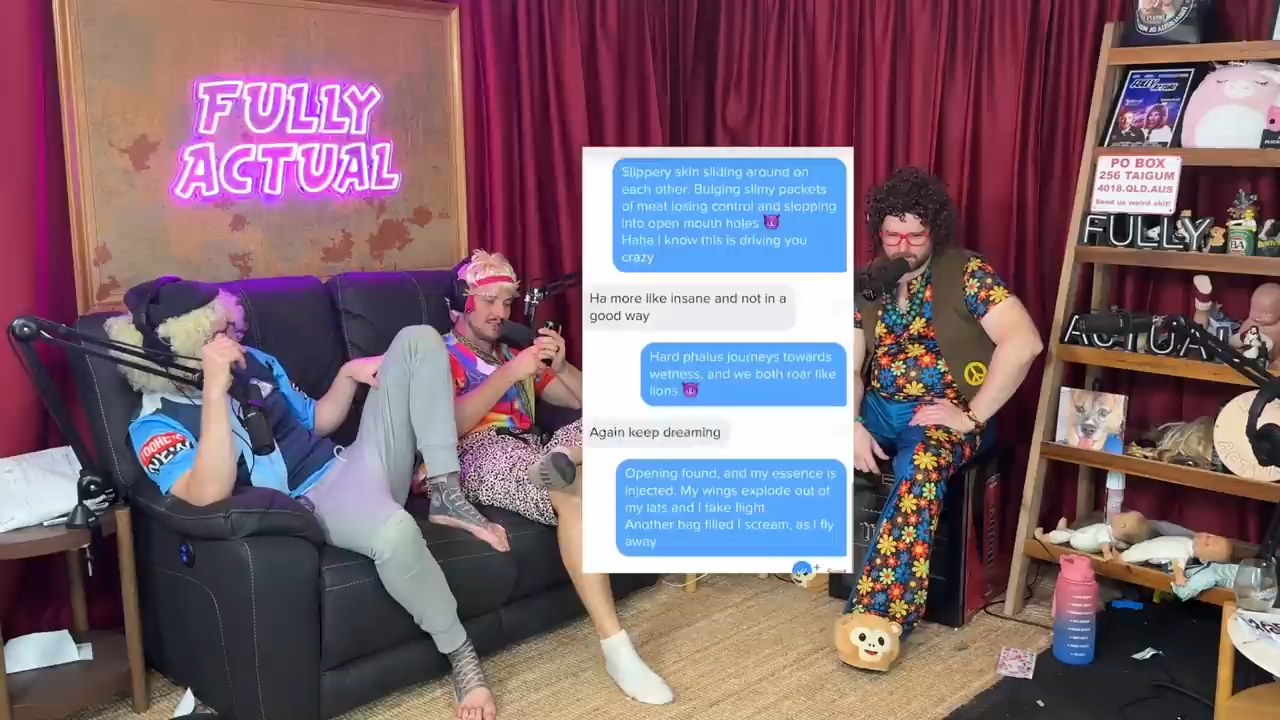 FULLY
ACTUAL
Slippery skin sliding around on
each other. Bulging slimy packets
of meat losing control and slopping
into open mouth holes 😈
Haha I know this is driving you
crazy
Ha more like insane and not in a
good way
Hard phalus journeys towards
wetness, and we both roar like
lions 😈
Again keep dreaming
Opening found, and my essence is
injected. My wings explode out of
my lats and I take flight.
Another bag filled I scream, as I fly
away
Sent
PO BOX
256 TAIGUM
4018.QLD.AUS
Send us weird shit!
FULLY
ACTUAL